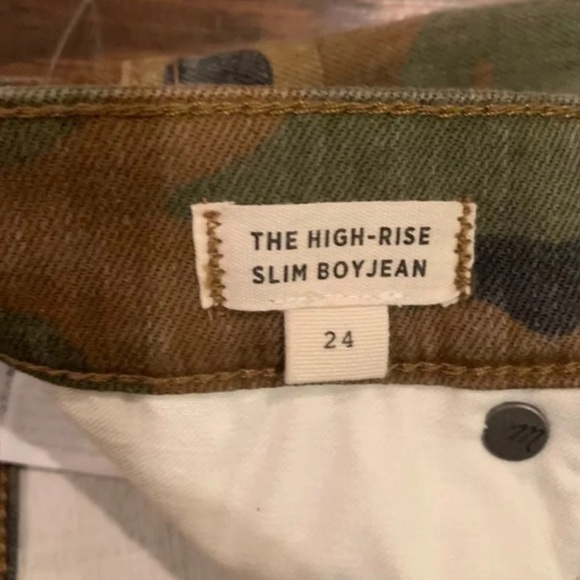 THE HIGH-RISE
SLIM BOYJEAN
24